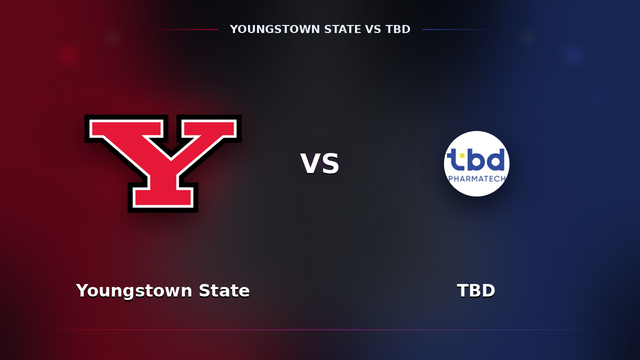 YOUNGSTOWN STATE VS TBD
Y
VS
tbd
PHARMATECH
Youngstown State
TBD